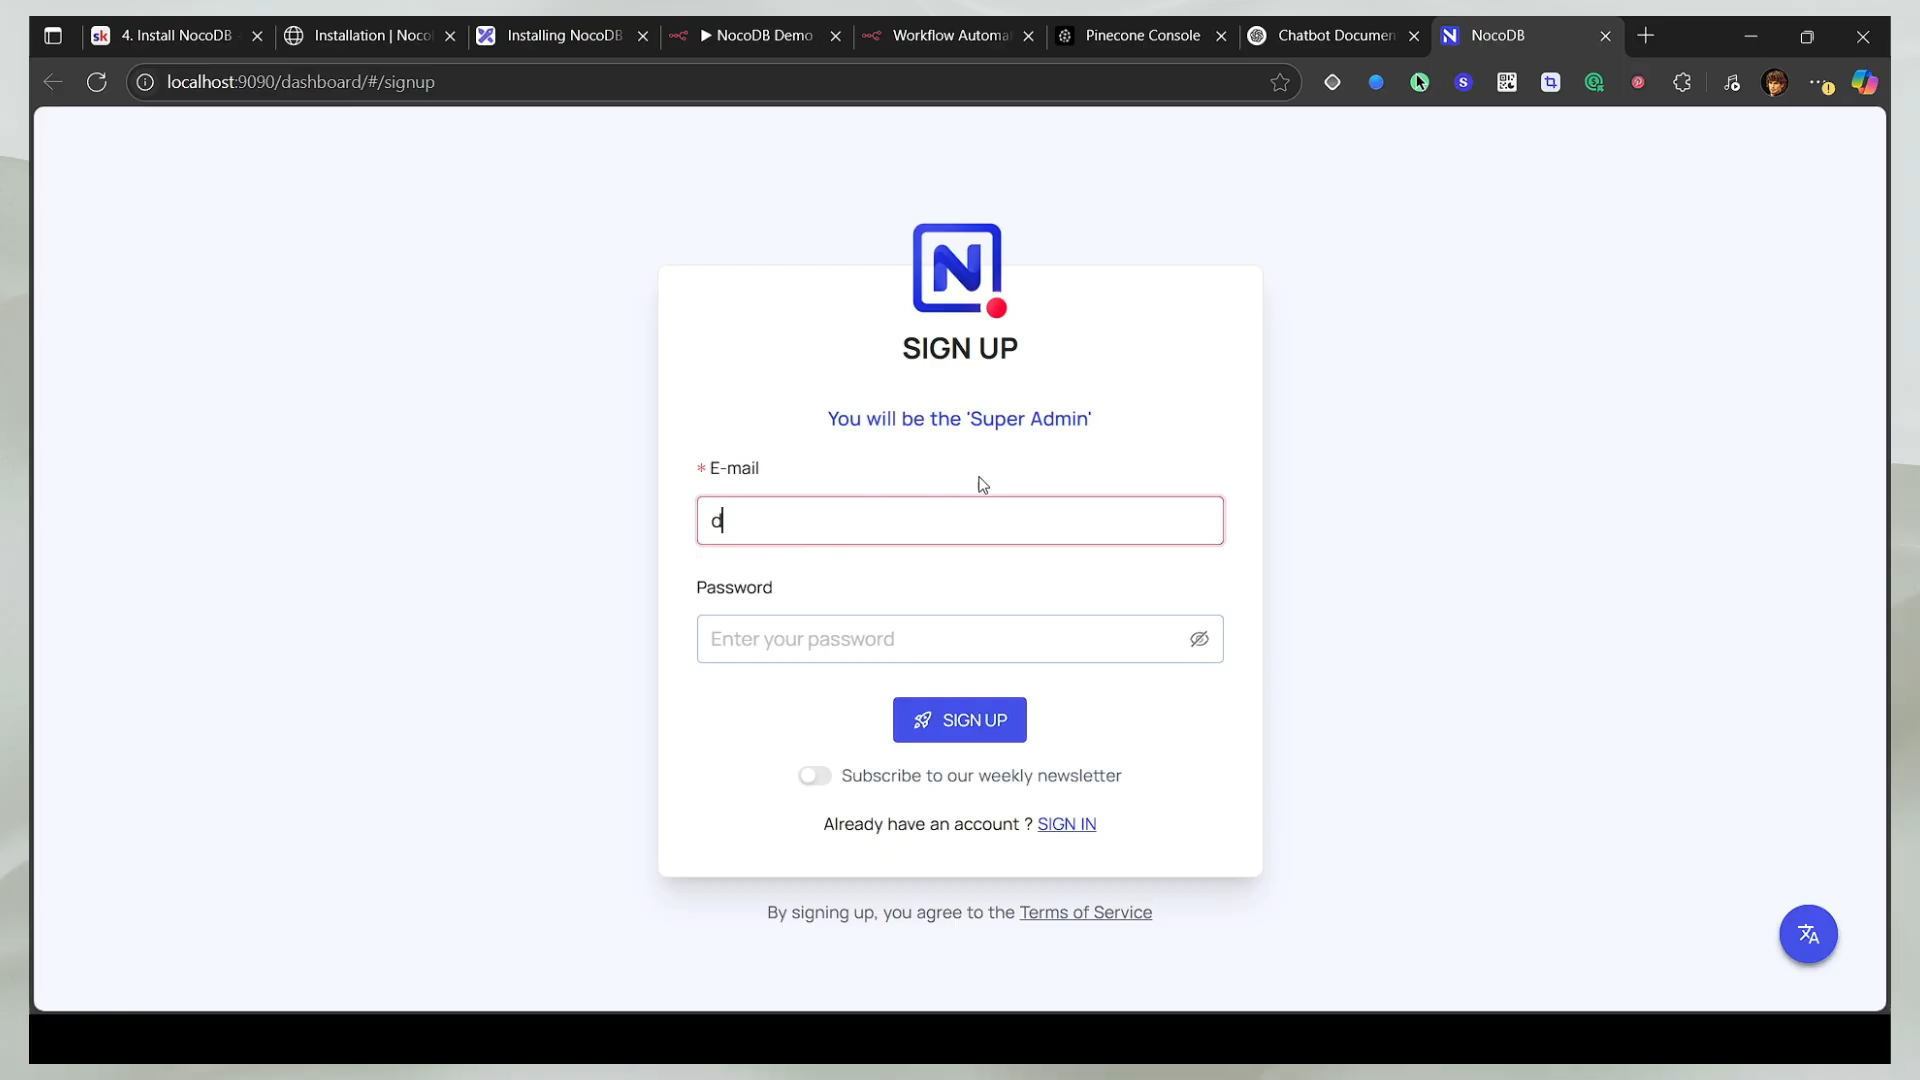 sk 4. Install NocoDB
Installation | Noco
Installing NocoDB
▶ NocoDB Demo
Workflow Automa
Pinecone Console
Chatbot Documen
N NocoDB
localhost:9090/dashboard/#/signup
S
N
SIGN UP
You will be the 'Super Admin'
* E-mail
d
Password
Enter your password
SIGN UP
Subscribe to our weekly newsletter
Already have an account ? SIGN IN
By signing up, you agree to the Terms of Service